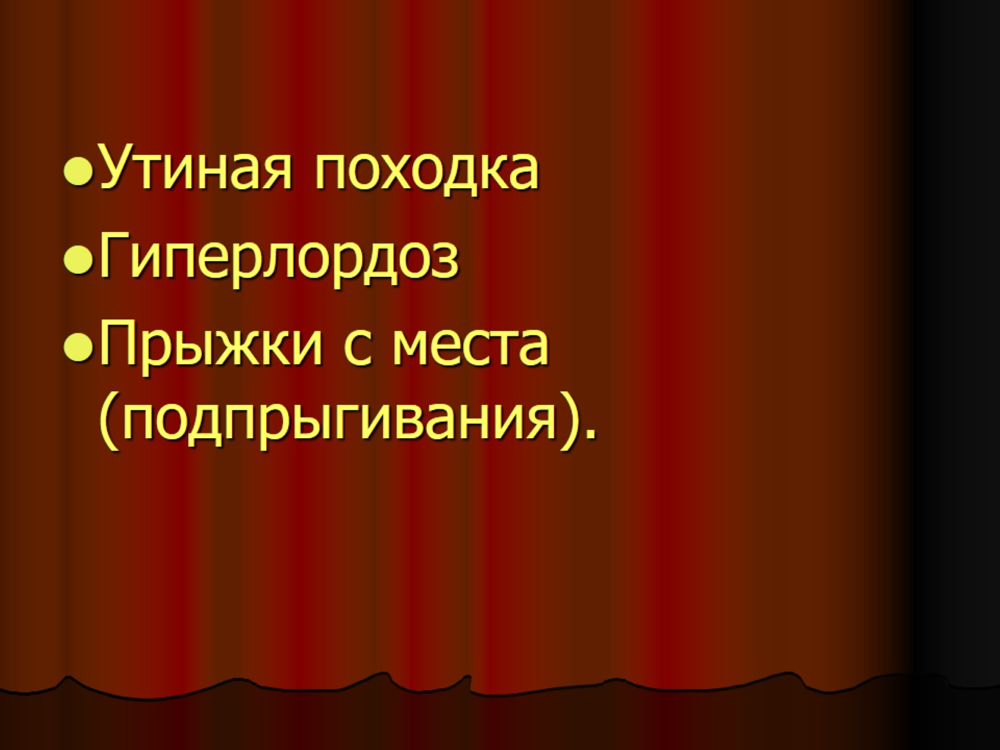 Утиная походка
Гиперлордоз
Прыжки с места
(подпрыгивания).